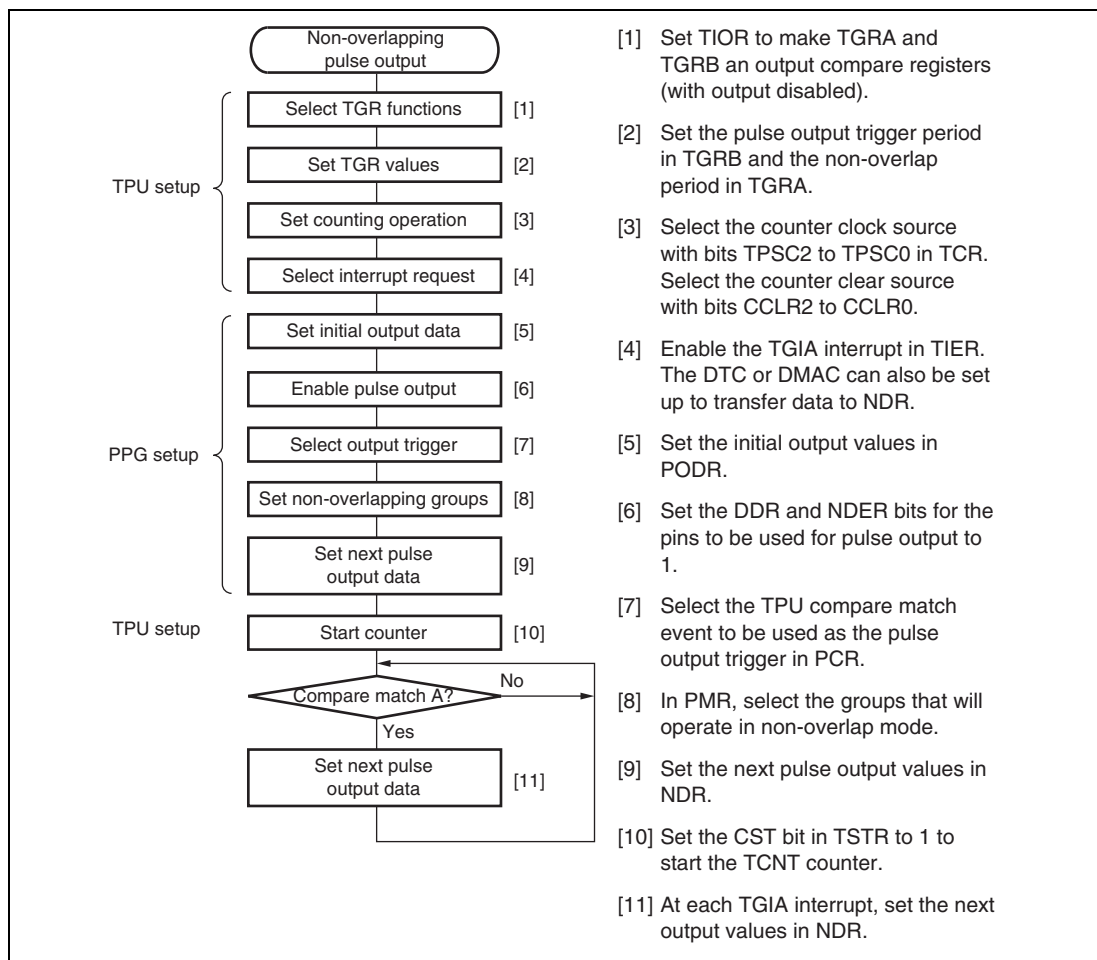 Non-overlapping
pulse output
Select TGR functions [1]
Set TGR values [2]
TPU setup
Set counting operation [3]
Select interrupt request [4]
Set initial output data [5]
Enable pulse output [6]
Select output trigger [7]
PPG setup
Set non-overlapping groups [8]
Set next pulse
output data
[9]
TPU setup
Start counter [10]
Compare match A?
No
Yes
Set next pulse
output data
[11]
[1] Set TIOR to make TGRA and
TGRB an output compare registers
(with output disabled).
[2] Set the pulse output trigger period
in TGRB and the non-overlap
period in TGRA.
[3] Select the counter clock source
with bits TPSC2 to TPSC0 in TCR.
Select the counter clear source
with bits CCLR2 to CCLR0.
[4] Enable the TGIA interrupt in TIER.
The DTC or DMAC can also be set
up to transfer data to NDR.
[5] Set the initial output values in
PODR.
[6] Set the DDR and NDER bits for the
pins to be used for pulse output to
1.
[7] Select the TPU compare match
event to be used as the pulse
output trigger in PCR.
[8] In PMR, select the groups that will
operate in non-overlap mode.
[9] Set the next pulse output values in
NDR.
[10] Set the CST bit in TSTR to 1 to
start the TCNT counter.
[11] At each TGIA interrupt, set the next
output values in NDR.